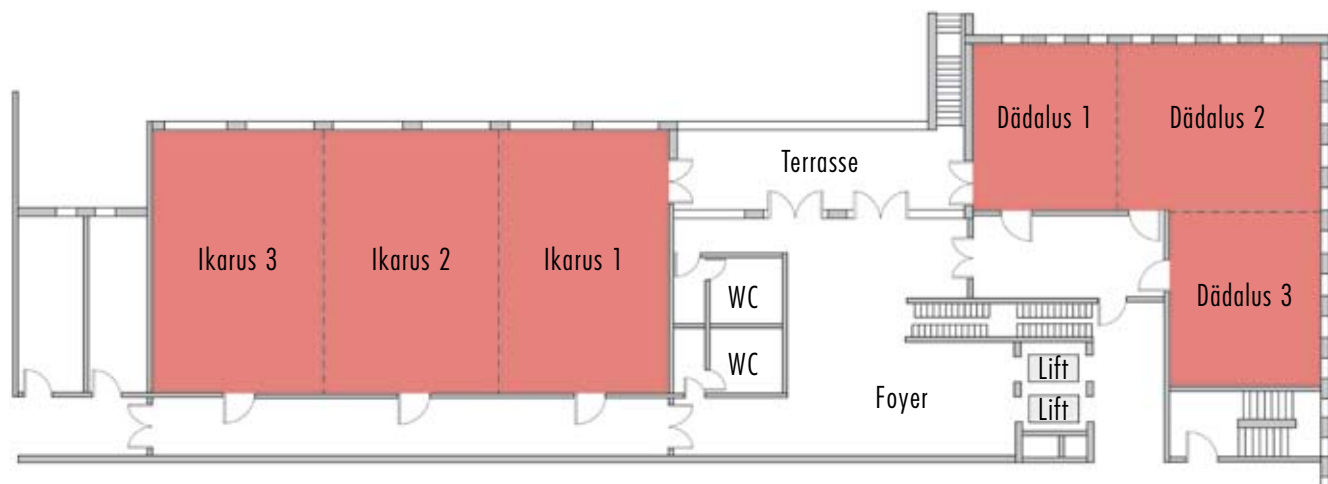 Dädalus 1
Dädalus 2
Terrasse
Ikarus 3
Ikarus 2
Ikarus 1
WC
Dädalus 3
WC
Lift
Foyer
Lift